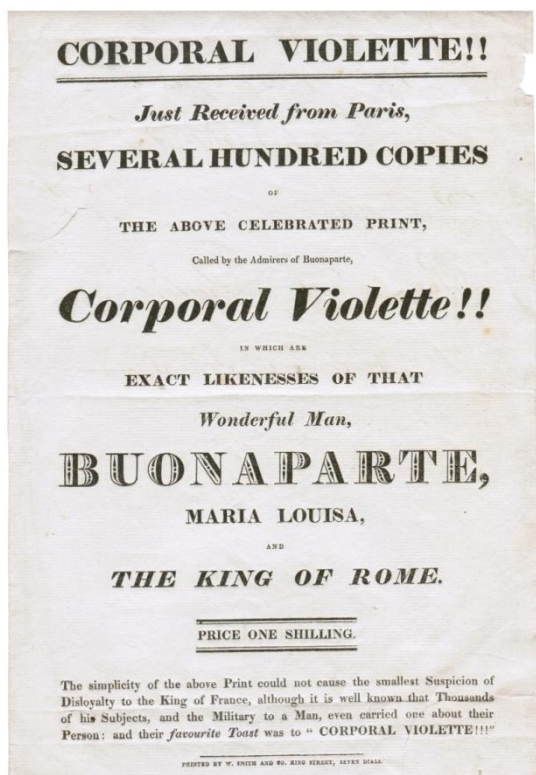 CORPORAL VIOLETTE!!
Just Received from Paris,
SEVERAL HUNDRED COPIES
OF
THE ABOVE CELEBRATED PRINT,
Called by the Admirers of Buonaparte,
Corporal Violette!!
IN WHICH ARE
EXACT LIKENESSES OF THAT
Wonderful Man,
BUONAPARTE,
MARIA LOUISA,
AND
THE KING OF ROME.
PRICE ONE SHILLING.
The simplicity of the above Print could not cause the smallest Suspicion of
Disloyalty to the King of France, although it is well known that Thousands
of his Subjects, and the Military to a Man, even carried one about their
Person: and their favourite Toast was to " CORPORAL VIOLETTE!!!"
PRINTED BY W. SMITH AND CO. KING STREET, SEVEN DIALS.